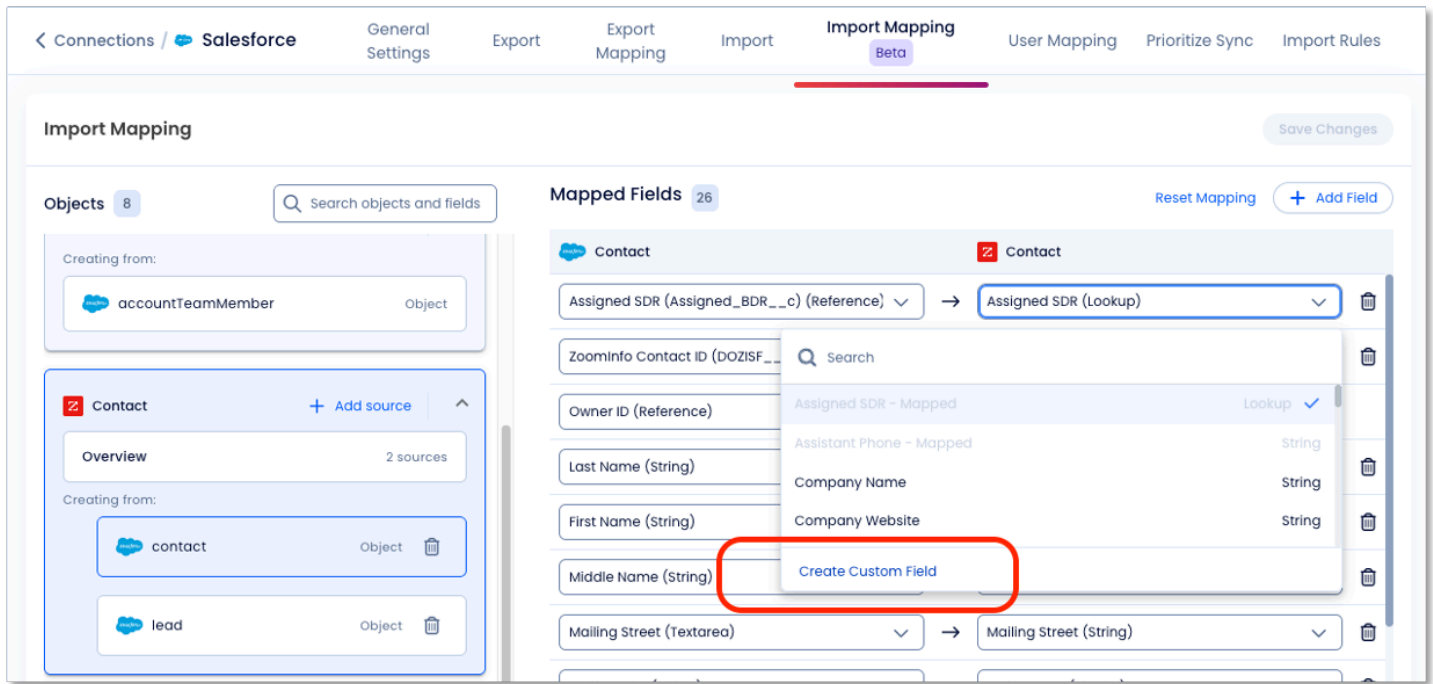 Connections / Salesforce
General Settings
Export
Export Mapping
Import
Import Mapping
Beta
User Mapping
Prioritize Sync
Import Rules
Import Mapping
Save Changes
Objects 8
Search objects and fields
Mapped Fields 26
Reset Mapping
+ Add Field
Creating from:
accountTeamMember Object
Contact + Add source
Overview 2 sources
Creating from:
contact Object
lead Object
Contact Contact
Assigned SDR (Assigned_BDR__c) (Reference) → Assigned SDR (Lookup)
ZoomInfo Contact ID (DOZISF__
Owner ID (Reference)
Last Name (String)
First Name (String)
Middle Name (String)
Search
Assigned SDR - Mapped Lookup
Assistant Phone - Mapped String
Company Name String
Company Website String
Create Custom Field
Mailing Street (Textarea) → Mailing Street (String)